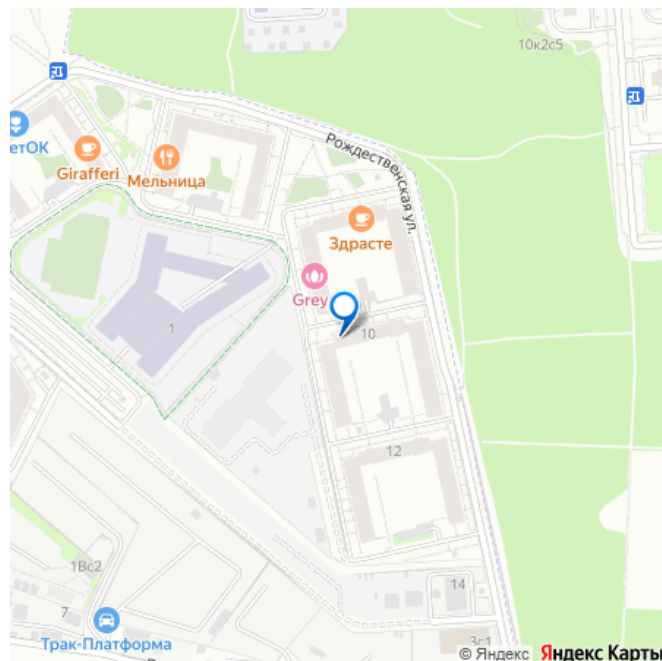 10к2с5
етОК
Girafferi
Мельница
Рождественская ул.
Здрасте
Grey
1
10
12
1Вс2
7
14
Трак-Платформа
3с1
© Яндекс Яндекс Карты